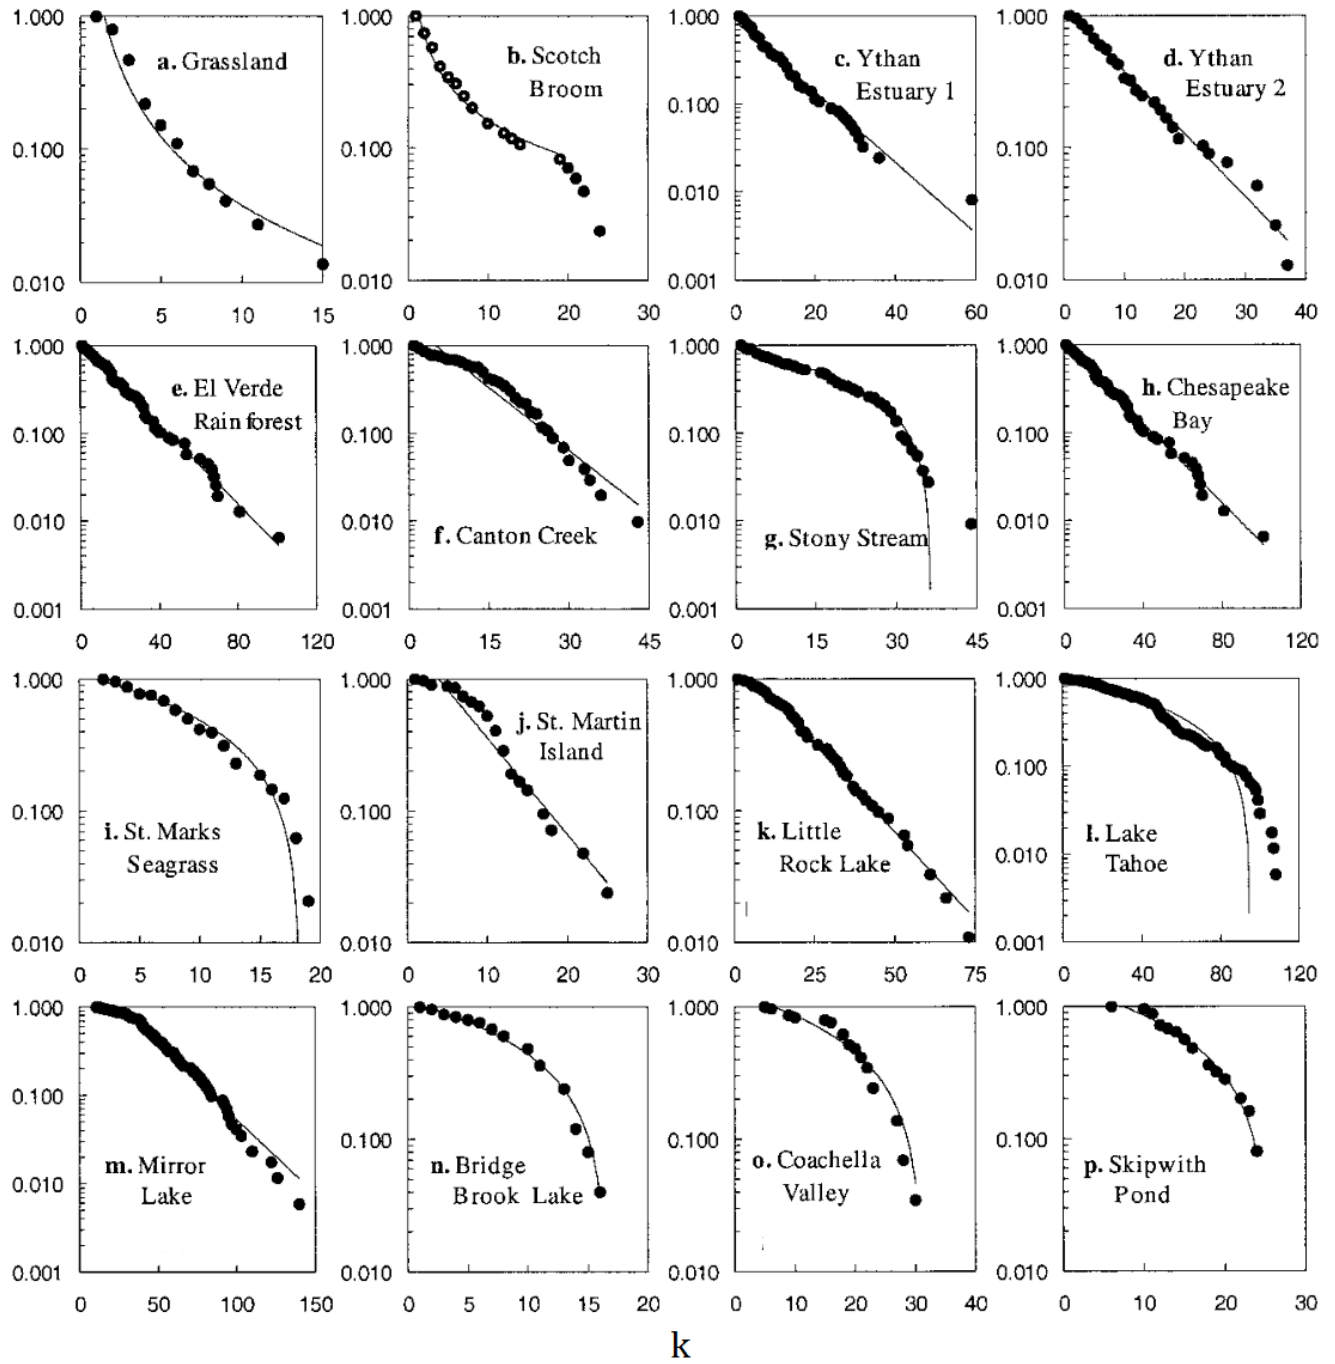 1.000 1.000 1.000 1.000
a. Grassland
b. Scotch
Broom
c. Ythan
Estuary 1
d. Ythan
Estuary 2
0.100 0.100 0.100 0.100
0.010
0.010 0.010 0.001 0.010
0 5 10 15 0 10 20 30 0 20 40 60 0 10 20 30 40
1.000 1.000 1.000 1.000
e. El Verde
Rain forest
h. Chesapeake
Bay
0.100 0.100 0.100 0.100
0.010 0.010 0.010 0.010
f. Canton Creek
g. Stony Stream
0.001 0.001 0.001 0.001
0 40 80 120 0 15 30 45 0 15 30 45 0 40 80 120
1.000 1.000 1.000 1.000
j. St. Martin
Island
0.100
0.100 0.100 0.100
i. St. Marks
Seagrass
k. Little
Rock Lake
l. Lake
Tahoe
0.010
0.010 0.010 0.010 0.001
0 5 10 15 20 0 10 20 30 0 25 50 75 0 40 80 120
1.000 1.000 1.000 1.000
0.100
0.100 0.100 0.100
m. Mirror
Lake
n. Bridge
Brook Lake
o. Coachella
Valley
p. Skipwith
Pond
0.010
0.001 0.010 0.010 0.010
0 50 100 150 0 5 10 15 20 0 10 20 30 40 0 10 20 30
k